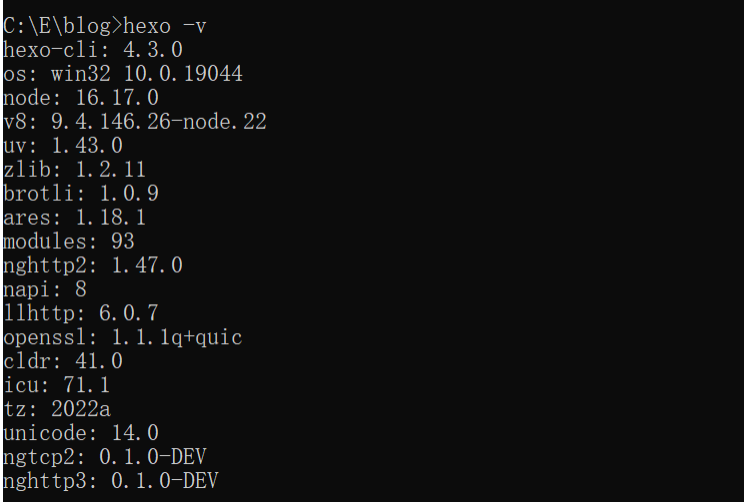 C:\E\blog>hexo -v
hexo-cli: 4.3.0
os: win32 10.0.19044
node: 16.17.0
v8: 9.4.146.26-node.22
uv: 1.43.0
zlib: 1.2.11
brotli: 1.0.9
ares: 1.18.1
modules: 93
nghttp2: 1.47.0
napi: 8
llhttp: 6.0.7
openssl: 1.1.1q+quic
cldr: 41.0
icu: 71.1
tz: 2022a
unicode: 14.0
ngtcp2: 0.1.0-DEV
nghttp3: 0.1.0-DEV